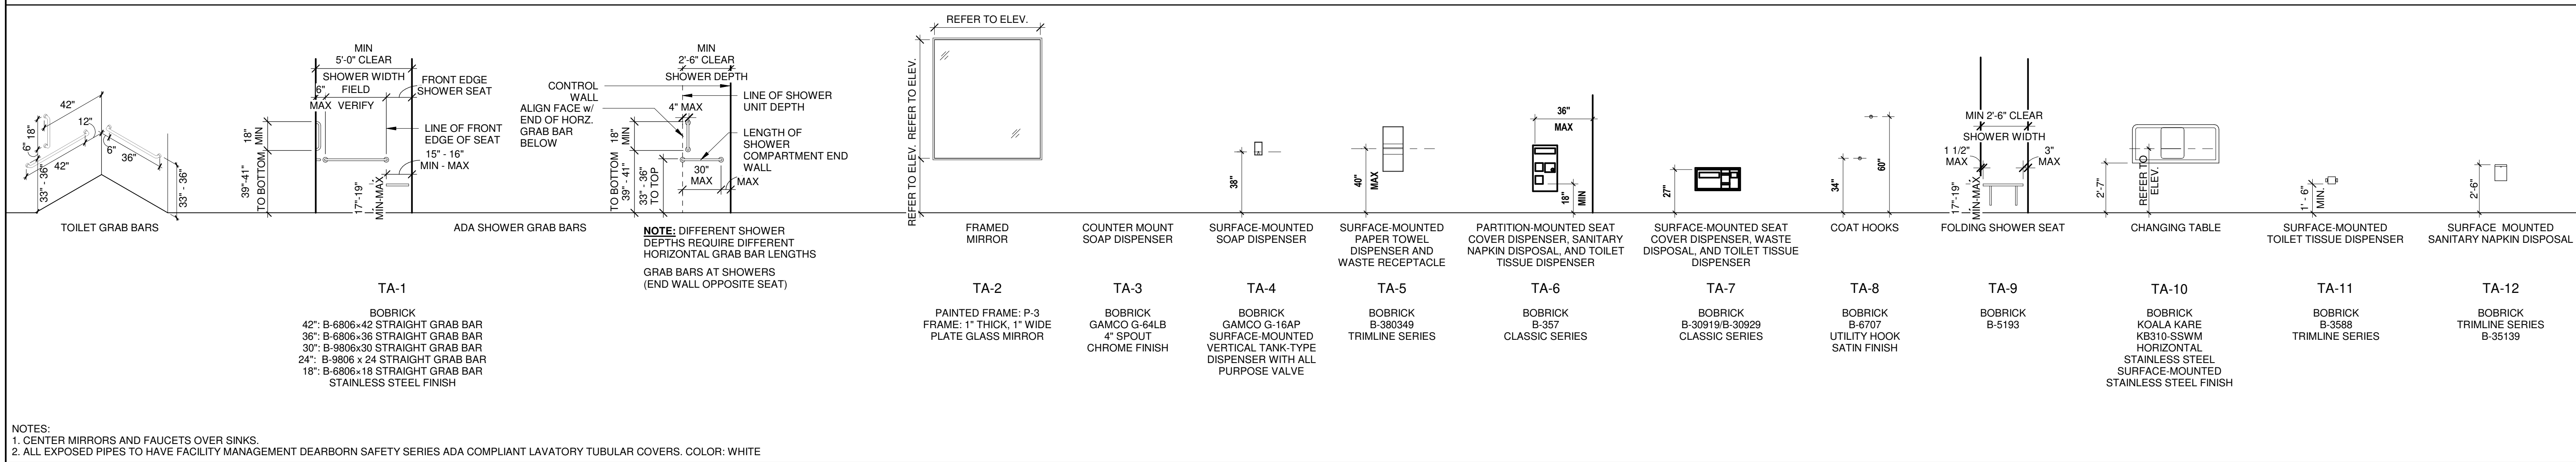 42"
12"
18"
6"
42"
6"
36"
33" - 36"
33" - 36"
TOILET GRAB BARS
MIN
5'-0" CLEAR
SHOWER WIDTH
6"
MAX
FIELD
VERIFY
FRONT EDGE
SHOWER SEAT
LINE OF FRONT
EDGE OF SEAT
15" - 16"
MIN - MAX
18"
MIN
39"-41"
TO BOTTOM
17"-19"
MIN-MAX
ADA SHOWER GRAB BARS
MIN
2'-6" CLEAR
SHOWER DEPTH
CONTROL
WALL
ALIGN FACE w/
END OF HORZ.
GRAB BAR
BELOW
4" MAX
LINE OF SHOWER
UNIT DEPTH
LENGTH OF
SHOWER
COMPARTMENT END
WALL
18"
MIN
TO BOTTOM
39" - 41"
33" - 36"
TO TOP
30"
MAX
MAX
NOTE: DIFFERENT SHOWER
DEPTHS REQUIRE DIFFERENT
HORIZONTAL GRAB BAR LENGTHS
GRAB BARS AT SHOWERS
(END WALL OPPOSITE SEAT)
TA-1
BOBRICK
42": B-6806×42 STRAIGHT GRAB BAR
36": B-6806×36 STRAIGHT GRAB BAR
30": B-9806x30 STRAIGHT GRAB BAR
24": B-9806 x 24 STRAIGHT GRAB BAR
18": B-6806×18 STRAIGHT GRAB BAR
STAINLESS STEEL FINISH
REFER TO ELEV.
REFER TO ELEV.
REFER TO ELEV.
FRAMED
MIRROR
TA-2
PAINTED FRAME: P-3
FRAME: 1" THICK, 1" WIDE
PLATE GLASS MIRROR
COUNTER MOUNT
SOAP DISPENSER
TA-3
BOBRICK
GAMCO G-64LB
4" SPOUT
CHROME FINISH
38"
SURFACE-MOUNTED
SOAP DISPENSER
TA-4
BOBRICK
GAMCO G-16AP
SURFACE-MOUNTED
VERTICAL TANK-TYPE
DISPENSER WITH ALL
PURPOSE VALVE
40"
MAX
SURFACE-MOUNTED
PAPER TOWEL
DISPENSER AND
WASTE RECEPTACLE
TA-5
BOBRICK
B-380349
TRIMLINE SERIES
36"
MAX
18"
MIN
PARTITION-MOUNTED SEAT
COVER DISPENSER, SANITARY
NAPKIN DISPOSAL, AND TOILET
TISSUE DISPENSER
TA-6
BOBRICK
B-357
CLASSIC SERIES
27"
SURFACE-MOUNTED SEAT
COVER DISPENSER, WASTE
DISPOSAL, AND TOILET TISSUE
DISPENSER
TA-7
BOBRICK
B-30919/B-30929
CLASSIC SERIES
34"
60"
COAT HOOKS
TA-8
BOBRICK
B-6707
UTILITY HOOK
SATIN FINISH
MIN 2'-6" CLEAR
SHOWER WIDTH
1 1/2"
MAX
3"
MAX
17"-19"
MIN-MAX
FOLDING SHOWER SEAT
TA-9
BOBRICK
B-5193
2'-7"
REFER TO
ELEV.
CHANGING TABLE
TA-10
BOBRICK
KOALA KARE
KB310-SSWM
HORIZONTAL
STAINLESS STEEL
SURFACE-MOUNTED
STAINLESS STEEL FINISH
1' - 6"
MIN.
SURFACE-MOUNTED
TOILET TISSUE DISPENSER
TA-11
BOBRICK
B-3588
TRIMLINE SERIES
2'-6"
SURFACE MOUNTED
SANITARY NAPKIN DISPOSAL
TA-12
BOBRICK
TRIMLINE SERIES
B-35139
NOTES:
1. CENTER MIRRORS AND FAUCETS OVER SINKS.
2. ALL EXPOSED PIPES TO HAVE FACILITY MANAGEMENT DEARBORN SAFETY SERIES ADA COMPLIANT LAVATORY TUBULAR COVERS. COLOR: WHITE